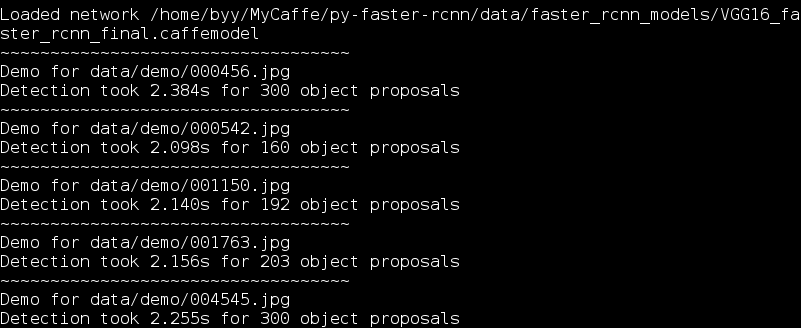 Loaded network /home/byy/MyCaffe/py-faster-rcnn/data/faster_rcnn_models/VGG16_fa
ster_rcnn_final.caffemodel
~~~~~~~~~~~~~~~~~~~~~~~~~~~~~~~~~~~
Demo for data/demo/000456.jpg
Detection took 2.384s for 300 object proposals
~~~~~~~~~~~~~~~~~~~~~~~~~~~~~~~~~~~
Demo for data/demo/000542.jpg
Detection took 2.098s for 160 object proposals
~~~~~~~~~~~~~~~~~~~~~~~~~~~~~~~~~~~
Demo for data/demo/001150.jpg
Detection took 2.140s for 192 object proposals
~~~~~~~~~~~~~~~~~~~~~~~~~~~~~~~~~~~
Demo for data/demo/001763.jpg
Detection took 2.156s for 203 object proposals
~~~~~~~~~~~~~~~~~~~~~~~~~~~~~~~~~~~
Demo for data/demo/004545.jpg
Detection took 2.255s for 300 object proposals